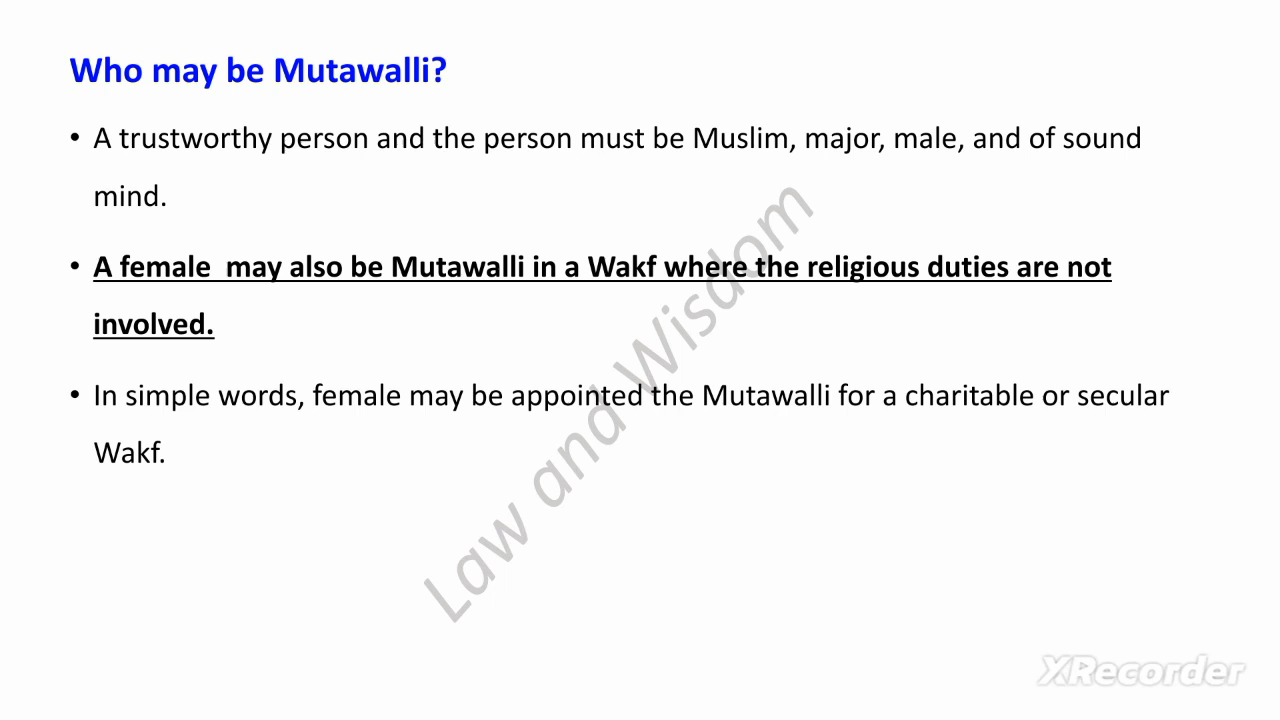 Who may be Mutawalli?
• A trustworthy person and the person must be Muslim, major, male, and of sound
mind.
• A female  may also be Mutawalli in a Wakf where the religious duties are not
involved.
• In simple words, female may be appointed the Mutawalli for a charitable or secular
Wakf.
Law and Wisdom
XRecorder